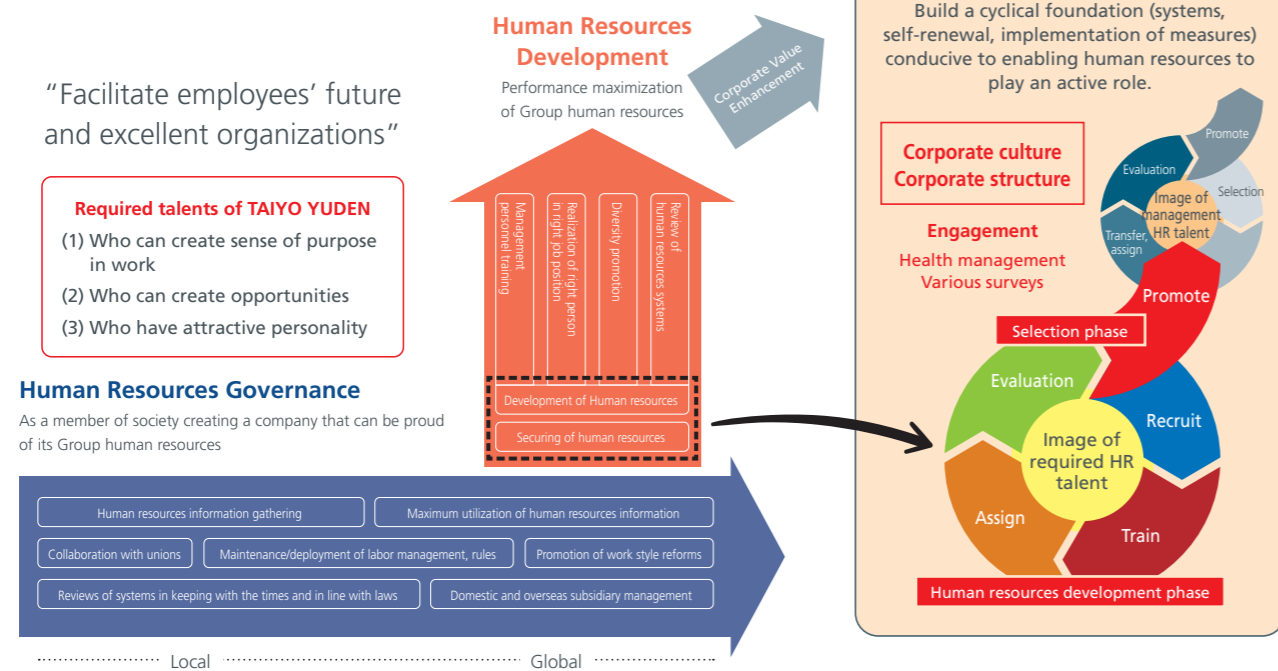 “Facilitate employees’ future
and excellent organizations”
Required talents of TAIYO YUDEN
(1) Who can create sense of purpose
in work
(2) Who can create opportunities
(3) Who have attractive personality
Human Resources Governance
As a member of society creating a company that can be proud
of its Group human resources
Human Resources
Development
Performance maximization
of Group human resources
Corporate Value
Enhancement
Management
personnel training
Realization of right person
in right job position
Diversity promotion
Review of
human resources systems
Development of Human resources
Securing of human resources
Human resources information gathering
Maximum utilization of human resources information
Collaboration with unions
Maintenance/deployment of labor management, rules
Promotion of work style reforms
Reviews of systems in keeping with the times and in line with laws
Domestic and overseas subsidiary management
Local
Global
Build a cyclical foundation (systems,
self-renewal, implementation of measures)
conducive to enabling human resources to
play an active role.
Corporate culture
Corporate structure
Engagement
Health management
Various surveys
Promote
Evaluation
Selection
Image of
management
HR talent
Transfer,
assign
Promote
Selection phase
Evaluation
Recruit
Image of
required HR
talent
Assign
Train
Human resources development phase